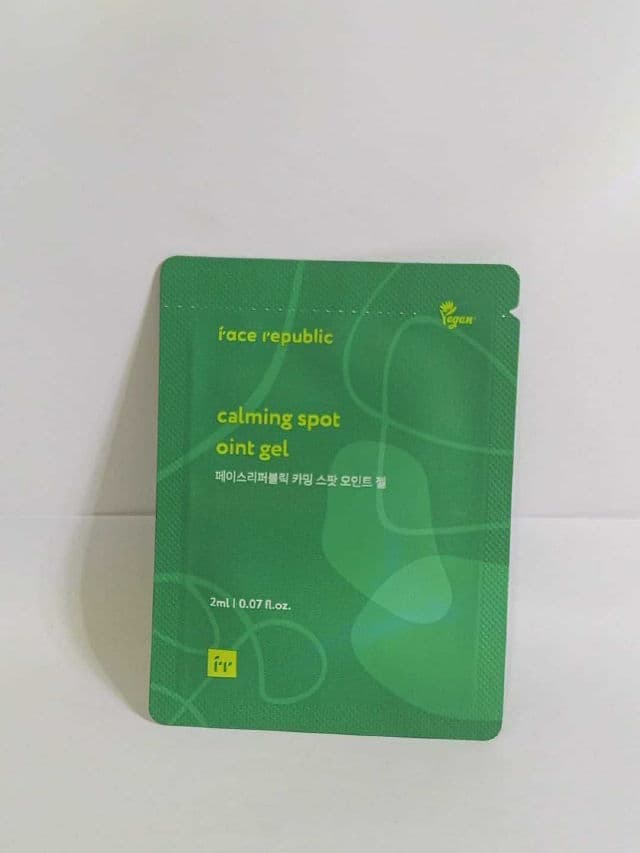 Vegan
face republic
calming spot
oint gel
페이스리퍼블릭 카밍 스팟 오인트 젤
2ml | 0.07 fl.oz.
fr